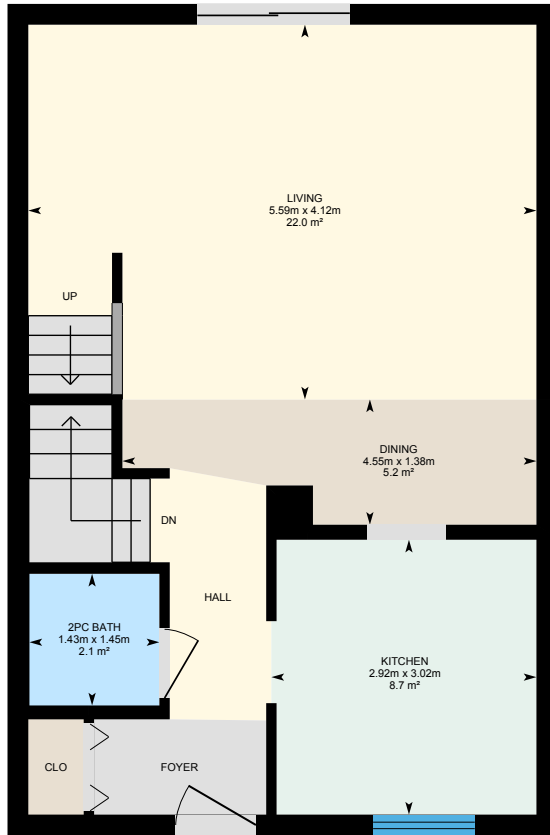 LIVING
5.59m x 4.12m
22.0 m²
UP
DINING
4.55m x 1.38m
5.2 m²
DN
HALL
2PC BATH
1.43m x 1.45m
2.1 m²
KITCHEN
2.92m x 3.02m
8.7 m²
CLO
FOYER